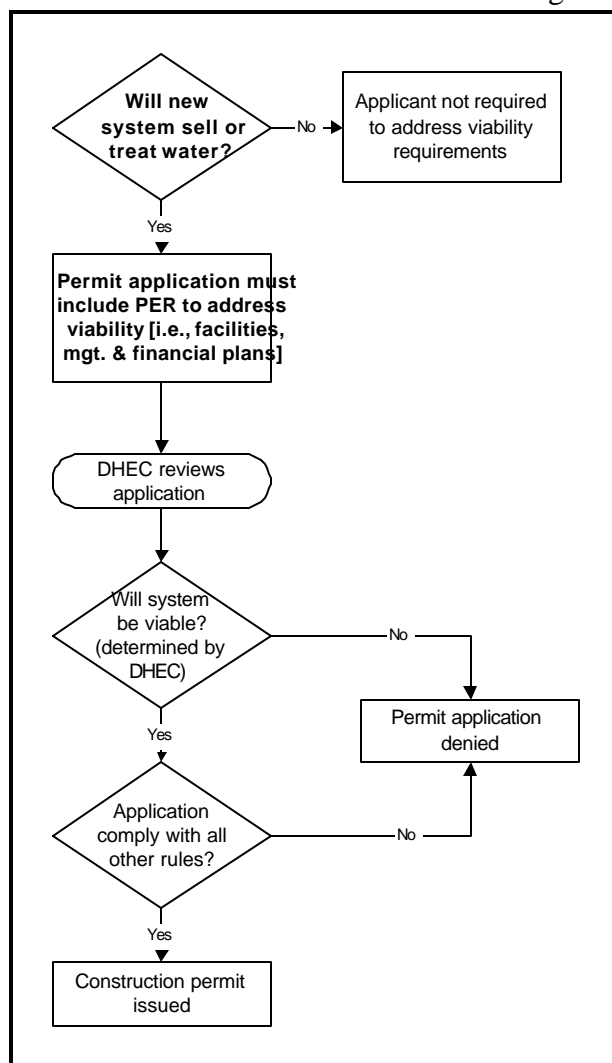 Will new
system sell or
treat water?
No
Applicant not required
to address viability
requirements
Yes
Permit application must
include PER to address
viability [i.e., facilities,
mgt. & financial plans]
DHEC reviews
application
Will system
be viable?
(determined by
DHEC)
No
Permit application
denied
Yes
Application
comply with all
other rules?
No
Yes
Construction permit
issued